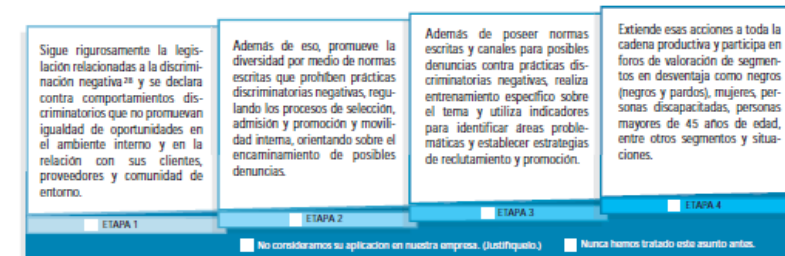 Sigue rigurosamente la legis-
lación relacionadas a la discrimi-
nación negativa²⁸ y se declara
contra comportamientos dis-
criminatorios que no promuevan
igualdad de oportunidades en
el ambiente interno y en la
relación con sus clientes,
proveedores y comunidad de
entorno.
ETAPA 1
Además de eso, promueve la
diversidad por medio de normas
escritas que prohíben prácticas
discriminatorias negativas, regu-
lando los procesos de selección,
admisión y promoción y movili-
dad interna, orientando sobre el
encaminamiento de posibles
denuncias.
ETAPA 2
Además de poseer normas
escritas y canales para posibles
denuncias contra prácticas dis-
criminatorias negativas, realiza
entrenamiento específico sobre
el tema y utiliza indicadores
para identificar áreas proble-
máticas y establecer estrategias
de reclutamiento y promoción.
ETAPA 3
Extiende esas acciones a toda la
cadena productiva y participa en
foros de valoración de segmen-
tos en desventaja como negros
(negros y pardos), mujeres, per-
sonas discapacitadas, personas
mayores de 45 años de edad,
entre otros segmentos y situa-
ciones.
ETAPA 4
No consideramos su aplicacion en nuestra empresa. (Justifiquelo.)
Nunca hemos tratado este asunto antes.